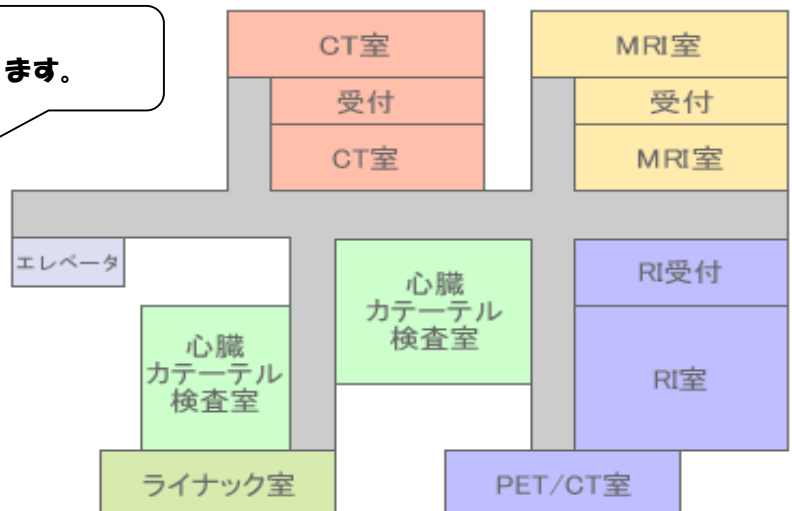 ます。
CT室
MRI室
受付
受付
CT室
MRI室
エレベータ
心臓
カテーテル
検査室
RI受付
心臓
カテーテル
検査室
RI室
ライナック室
PET/CT室